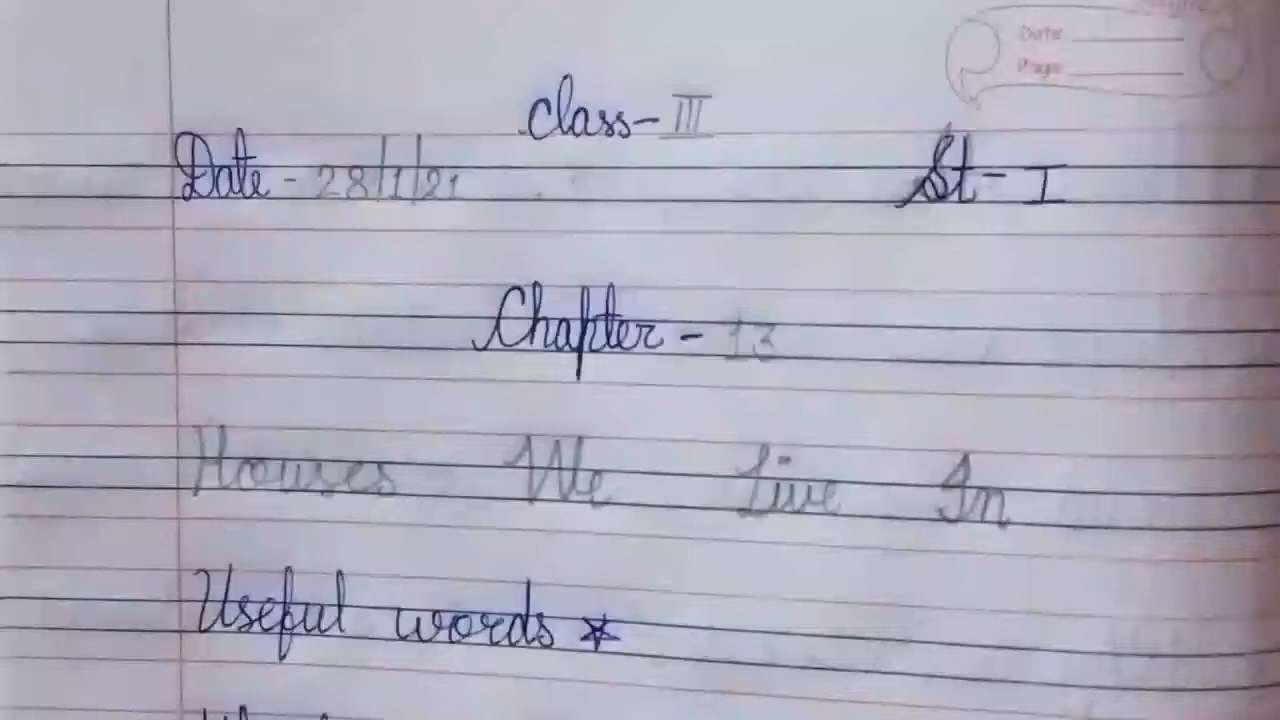 Date
Page
Class-III
Date - 28/1/21
St-I
Chapter - 13
Houses We Live In
Useful words *